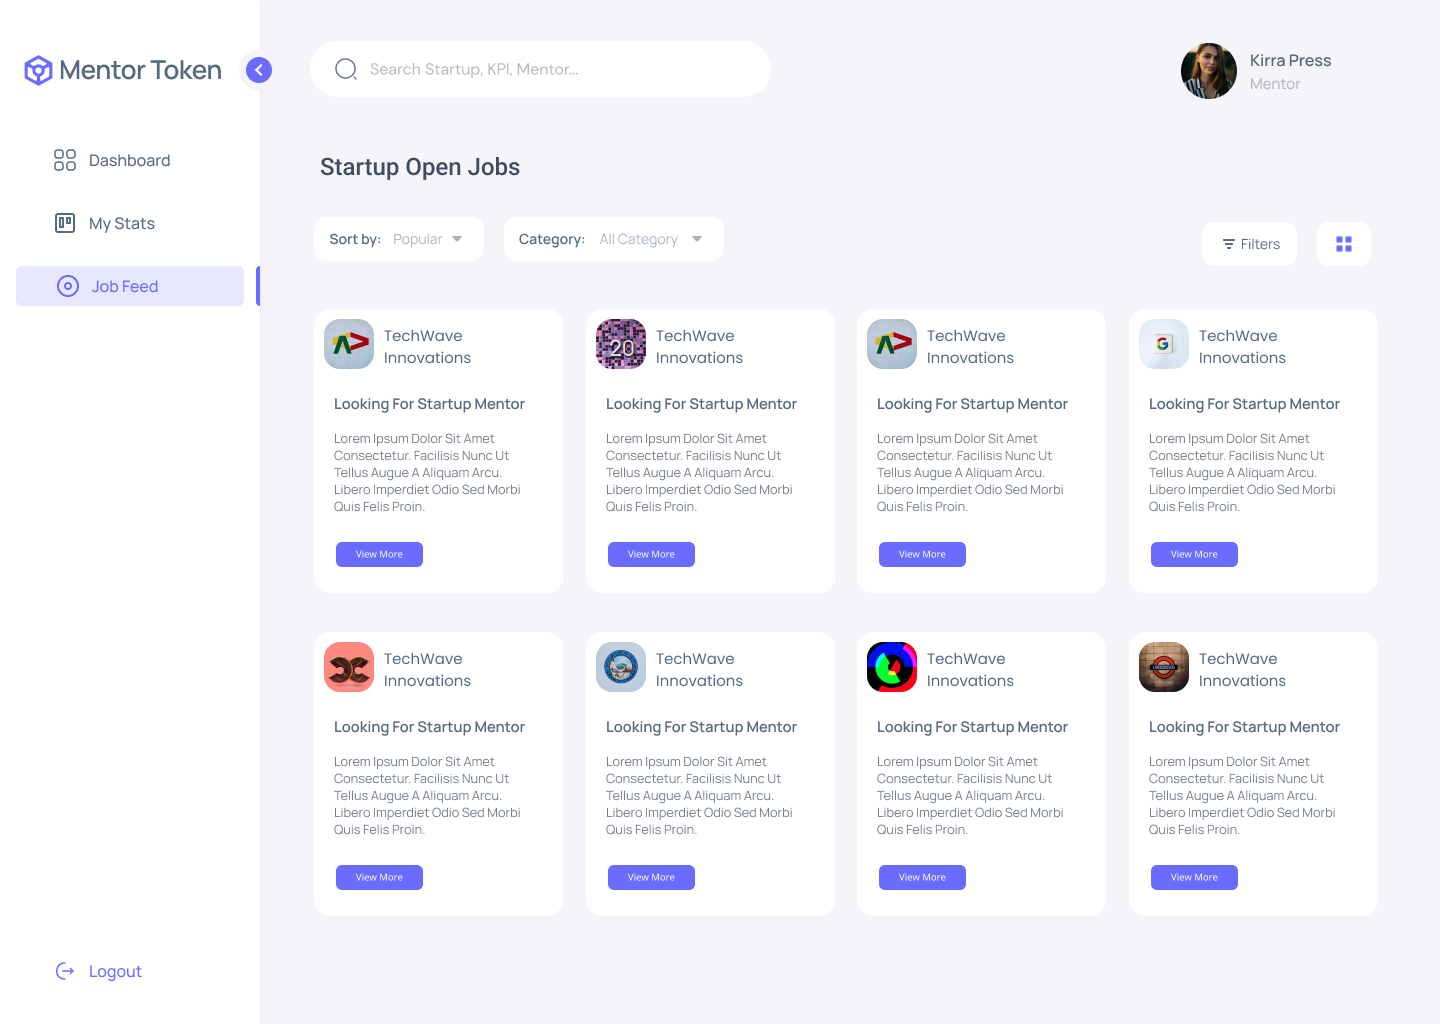 Mentor Token
Search Startup, KPI, Mentor...
Kirra Press
Mentor
Dashboard
My Stats
Job Feed
Logout
Startup Open Jobs
Sort by: Popular
Category: All Category
Filters
TechWave
Innovations
Looking For Startup Mentor
Lorem Ipsum Dolor Sit Amet
Consectetur. Facilisis Nunc Ut
Tellus Augue A Aliquam Arcu.
Libero Imperdiet Odio Sed Morbi
Quis Felis Proin.
View More
20
TechWave
Innovations
Looking For Startup Mentor
Lorem Ipsum Dolor Sit Amet
Consectetur. Facilisis Nunc Ut
Tellus Augue A Aliquam Arcu.
Libero Imperdiet Odio Sed Morbi
Quis Felis Proin.
View More
TechWave
Innovations
Looking For Startup Mentor
Lorem Ipsum Dolor Sit Amet
Consectetur. Facilisis Nunc Ut
Tellus Augue A Aliquam Arcu.
Libero Imperdiet Odio Sed Morbi
Quis Felis Proin.
View More
G
TechWave
Innovations
Looking For Startup Mentor
Lorem Ipsum Dolor Sit Amet
Consectetur. Facilisis Nunc Ut
Tellus Augue A Aliquam Arcu.
Libero Imperdiet Odio Sed Morbi
Quis Felis Proin.
View More
TechWave
Innovations
Looking For Startup Mentor
Lorem Ipsum Dolor Sit Amet
Consectetur. Facilisis Nunc Ut
Tellus Augue A Aliquam Arcu.
Libero Imperdiet Odio Sed Morbi
Quis Felis Proin.
View More
TechWave
Innovations
Looking For Startup Mentor
Lorem Ipsum Dolor Sit Amet
Consectetur. Facilisis Nunc Ut
Tellus Augue A Aliquam Arcu.
Libero Imperdiet Odio Sed Morbi
Quis Felis Proin.
View More
TechWave
Innovations
Looking For Startup Mentor
Lorem Ipsum Dolor Sit Amet
Consectetur. Facilisis Nunc Ut
Tellus Augue A Aliquam Arcu.
Libero Imperdiet Odio Sed Morbi
Quis Felis Proin.
View More
TechWave
Innovations
Looking For Startup Mentor
Lorem Ipsum Dolor Sit Amet
Consectetur. Facilisis Nunc Ut
Tellus Augue A Aliquam Arcu.
Libero Imperdiet Odio Sed Morbi
Quis Felis Proin.
View More